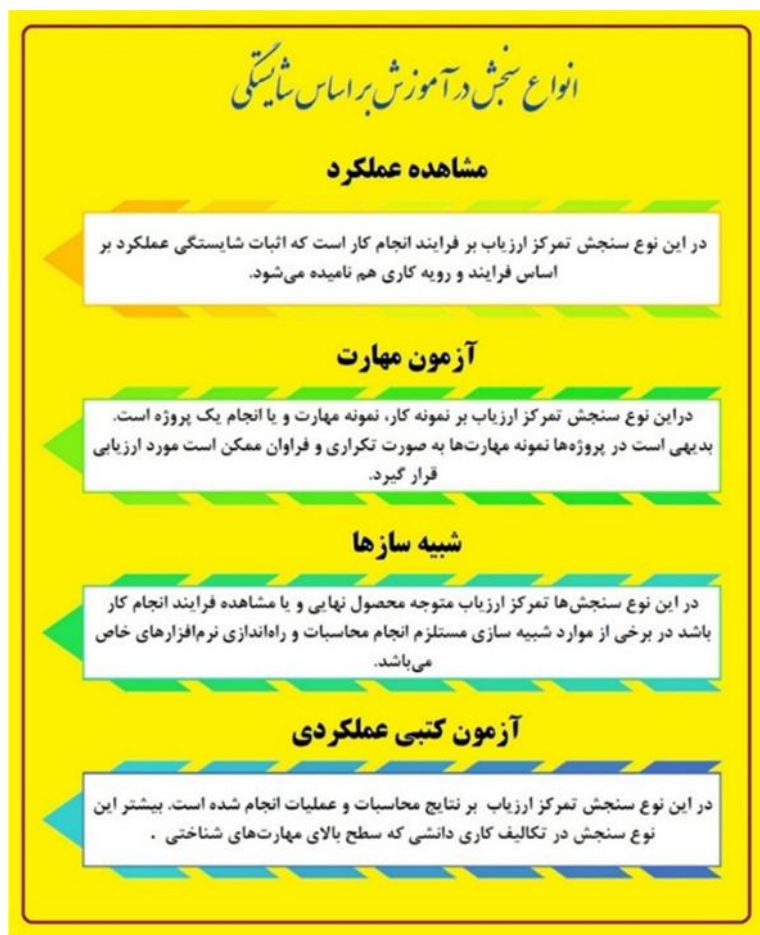 انواع سنجش در آموزش بر اساس شایستگی
مشاهده عملکرد
در این نوع سنجش تمرکز ارزیاب بر فرایند انجام کار است که اثبات شایستگی عملکرد بر
اساس فرایند و رویه کاری هم نامیده می‌شود.
آزمون مهارت
دراین نوع سنجش تمرکز ارزیاب بر نمونه کار، نمونه مهارت و یا انجام یک پروژه است.
بدیهی است در پروژه‌ها نمونه مهارت‌ها به صورت تکراری و فراوان ممکن است مورد ارزیابی
قرار گیرد.
شبیه سازها
در این نوع سنجش‌ها تمرکز ارزیاب متوجه محصول نهایی و یا مشاهده فرایند انجام کار
باشد در برخی از موارد شبیه سازی مستلزم انجام محاسبات و راه‌اندازی نرم‌افزارهای خاص
می‌باشد.
آزمون کتبی عملکردی
در این نوع سنجش تمرکز ارزیاب بر نتایج محاسبات و عملیات انجام شده است. بیشتر این
نوع سنجش در تکالیف کاری دانشی که سطح بالای مهارت‌های شناختی .